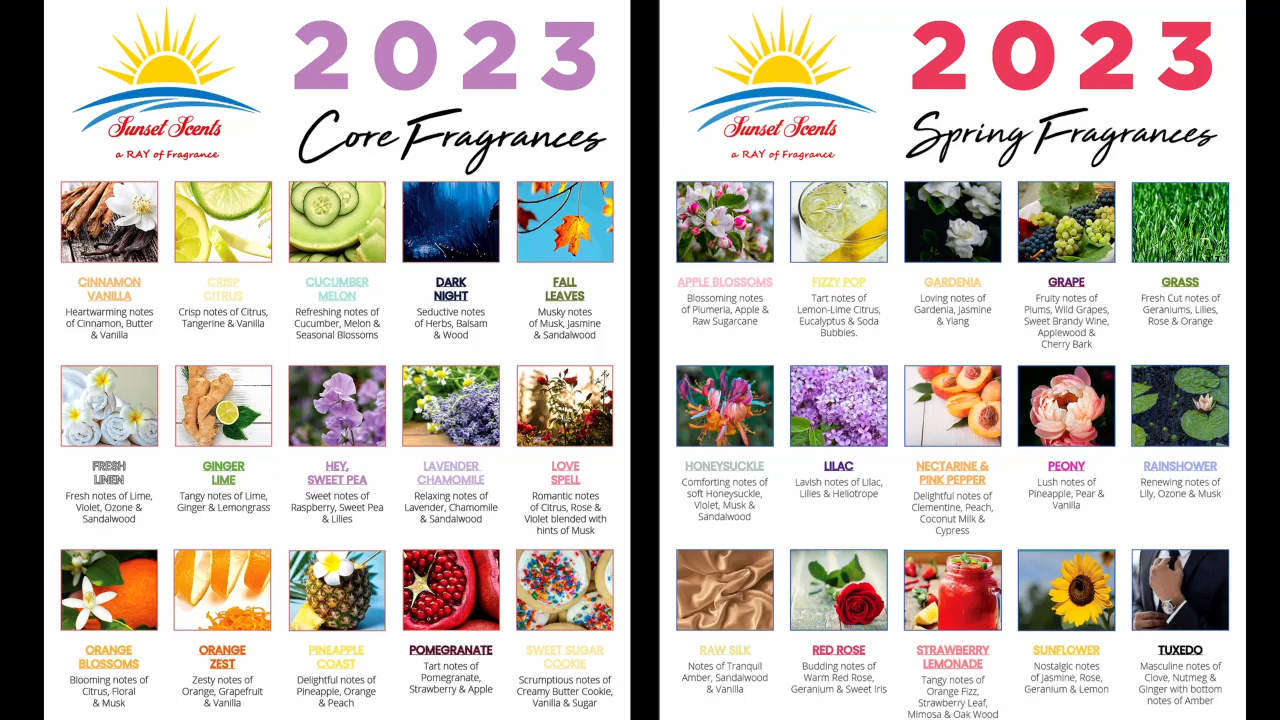 Sunset Scents
a RAY of Fragrance
2023
Core Fragrances
CINNAMON
VANILLA
Heartwarming notes
of Cinnamon, Butter
& Vanilla
CRISP
CITRUS
Crisp notes of Citrus,
Tangerine & Vanilla
CUCUMBER
MELON
Refreshing notes of
Cucumber, Melon &
Seasonal Blossoms
DARK
NIGHT
Seductive notes
of Herbs, Balsam
& Wood
FALL
LEAVES
Musky notes
of Musk, Jasmine
& Sandalwood
FRESH
LINEN
Fresh notes of Lime,
Violet, Ozone &
Sandalwood
GINGER
LIME
Tangy notes of Lime,
Ginger & Lemongrass
HEY,
SWEET PEA
Sweet notes of
Raspberry, Sweet Pea
& Lilies
LAVENDER
CHAMOMILE
Relaxing notes of
Lavender, Chamomile
& Sandalwood
LOVE
SPELL
Romantic notes
of Citrus, Rose &
Violet blended with
hints of Musk
ORANGE
BLOSSOMS
Blooming notes of
Citrus, Floral
& Musk
ORANGE
ZEST
Zesty notes of
Orange, Grapefruit
& Vanilla
PINEAPPLE
COAST
Delightful notes of
Pineapple, Orange
& Peach
POMEGRANATE
Tart notes of
Pomegranate,
Strawberry & Apple
SWEET SUGAR
COOKIE
Scrumptious notes of
Creamy Butter Cookie,
Vanilla & Sugar
Sunset Scents
a RAY of Fragrance
2023
Spring Fragrances
APPLE BLOSSOMS
Blossoming notes
of Plumeria, Apple &
Raw Sugarcane
FIZZY POP
Tart notes of
Lemon-Lime Citrus,
Eucalyptus & Soda
Bubbles.
GARDENIA
Loving notes of
Gardenia, Jasmine
& Ylang
GRAPE
Fruity notes of
Plums, Wild Grapes,
Sweet Brandy Wine,
Applewood &
Cherry Bark
GRASS
Fresh Cut notes of
Geraniums, Lilies,
Rose & Orange
HONEYSUCKLE
Comforting notes of
soft Honeysuckle,
Violet, Musk &
Sandalwood
LILAC
Lavish notes of Lilac,
Lilies & Heliotrope
NECTARINE &
PINK PEPPER
Delightful notes of
Clementine, Peach,
Coconut Milk &
Cypress
PEONY
Lush notes of
Pineapple, Pear &
Vanilla
RAINSHOWER
Renewing notes of
Lily, Ozone & Musk
RAW SILK
Notes of Tranquil
Amber, Sandalwood
& Vanilla
RED ROSE
Budding notes of
Warm Red Rose,
Geranium & Sweet Iris
STRAWBERRY
LEMONADE
Tangy notes of
Orange Fizz,
Strawberry Leaf,
Mimosa & Oak Wood
SUNFLOWER
Nostalgic notes
of Jasmine, Rose,
Geranium & Lemon
TUXEDO
Masculine notes of
Clove, Nutmeg &
Ginger with bottom
notes of Amber